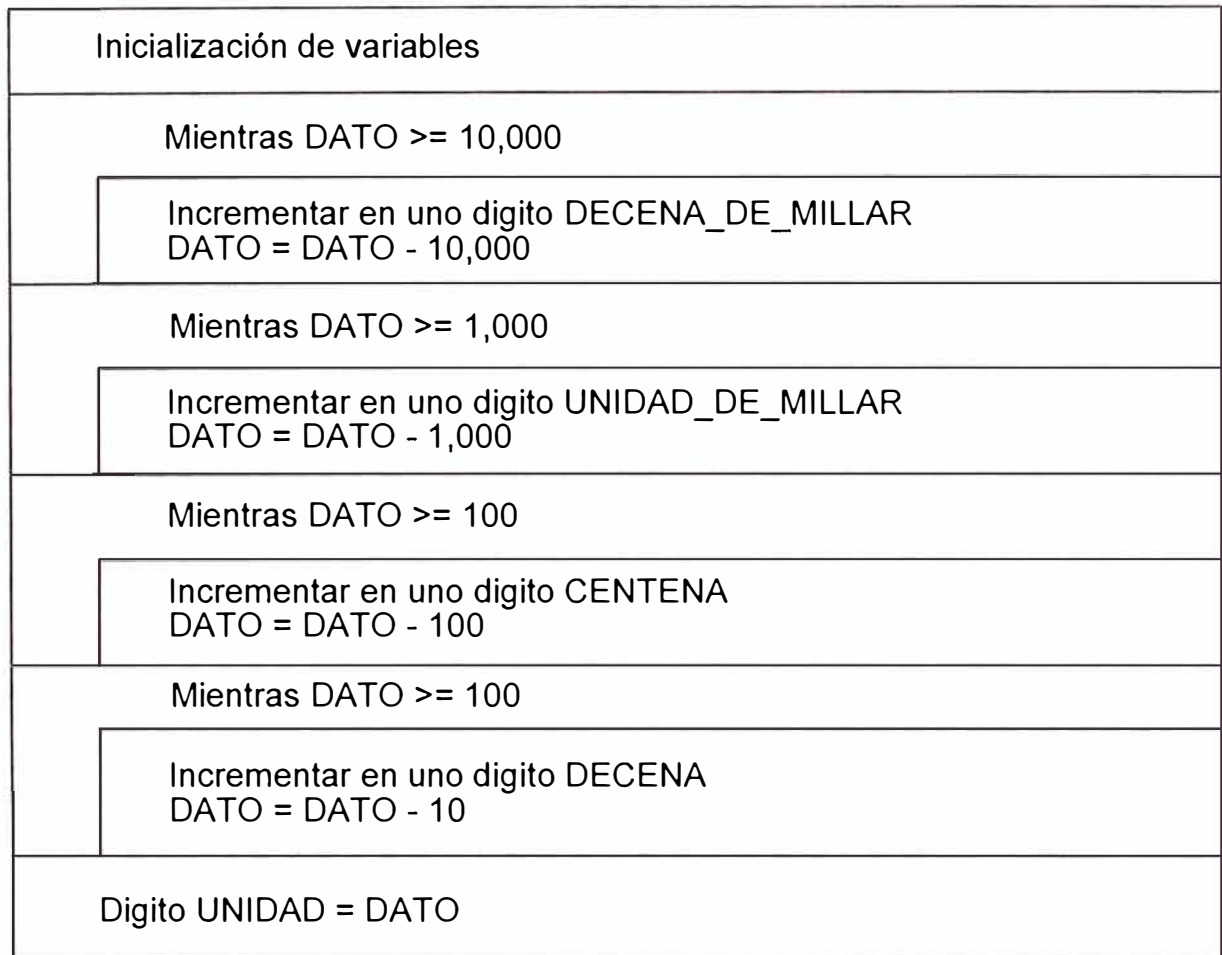 Inicialización de variables
Mientras DATO >= 10,000
Incrementar en uno digito DECENA_DE_MILLAR
DATO = DATO - 10,000
Mientras DATO >= 1,000
Incrementar en uno digito UNIDAD_DE_MILLAR
DATO = DATO - 1,000
Mientras DATO >= 100
Incrementar en uno digito CENTENA
DATO = DATO - 100
Mientras DATO >= 100
Incrementar en uno digito DECENA
DATO = DATO - 10
Digito UNIDAD = DATO